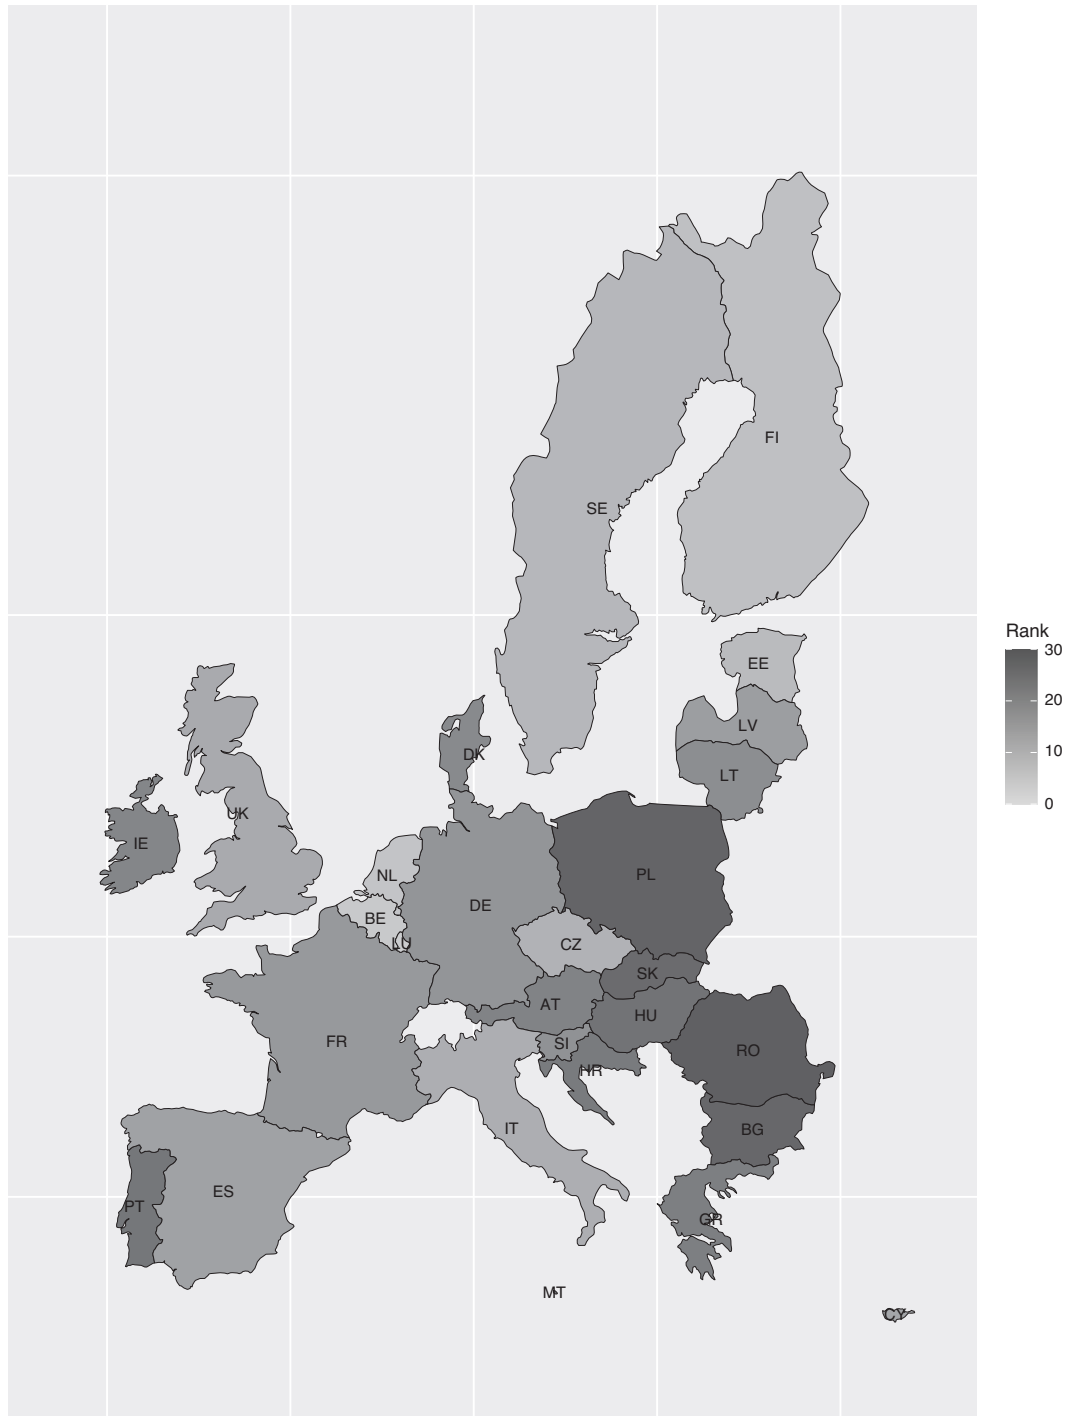 FI
SE
Rank
30
EE
20
LV
10
DK
LT
0
UK
IE
NL
PL
DE
BE
LU
CZ
SK
AT
HU
FR
SI
RO
HR
IT
BG
ES
PT
GR
MT
CY